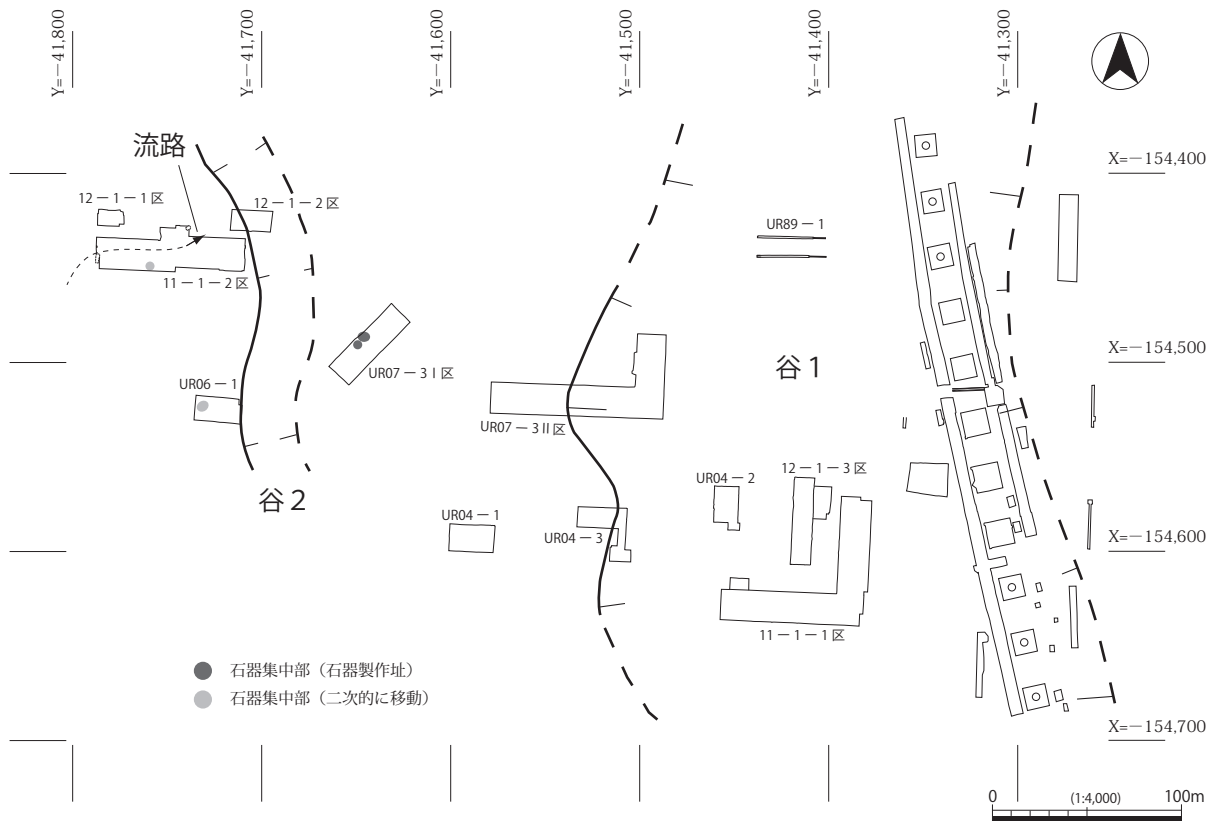 Y=−41,800
Y=−41,700
Y=−41,600
Y=−41,500
Y=−41,400
Y=−41,300
流路
X=−154,400
12−1−1区
12−1−2区
UR89−1
11−1−2区
X=−154,500
谷1
UR07−3Ⅰ区
UR06−1
UR07−3Ⅱ区
12−1−3区
UR04−2
谷2
UR04−1
UR04−3
X=−154,600
11−1−1区
石器集中部（石器製作址）
石器集中部（二次的に移動）
X=−154,700
0 (1:4,000) 100m